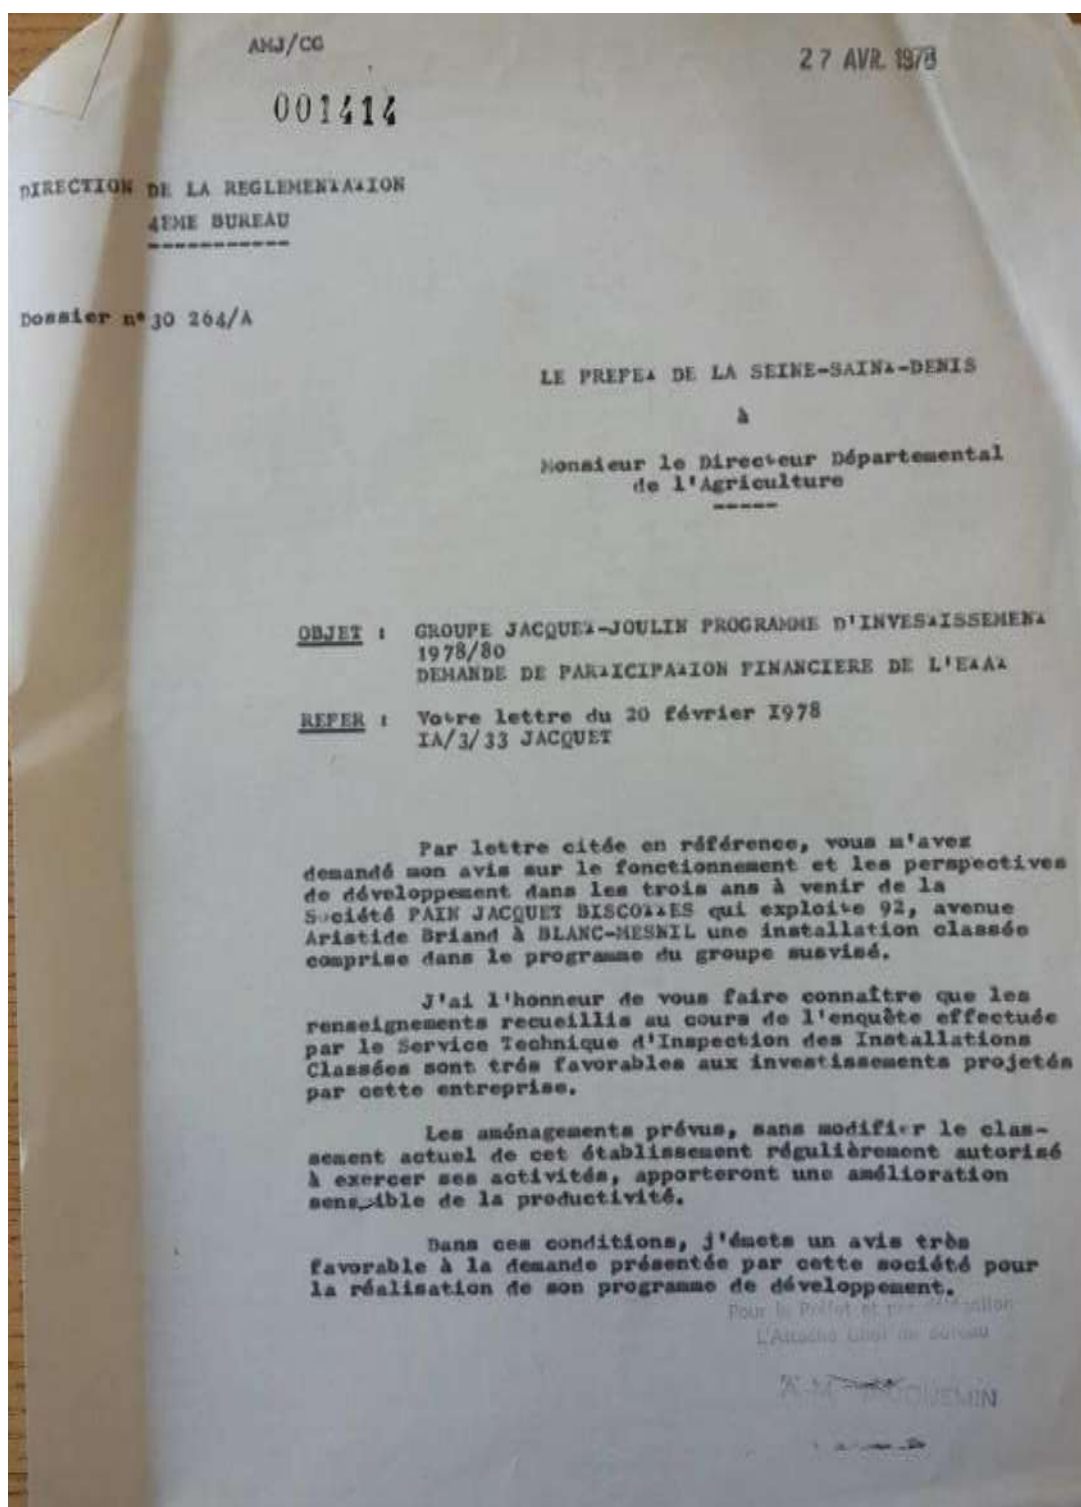 AMJ/CG
27 AVR. 1978
001414
DIRECTION DE LA REGLEMENTATION
4EME BUREAU
-----------
Dossier n° 30 264/A
LE PREFET DE LA SEINE-SAINT-DENIS
à
Monsieur le Directeur Départemental
de l'Agriculture
-----
OBJET : GROUPE JACQUET-JOULIN PROGRAMME D'INVESTISSEMENT
1978/80
DEMANDE DE PARTICIPATION FINANCIERE DE L'ETAT
REFER : Votre lettre du 20 février I978
IA/3/33 JACQUET
Par lettre citée en référence, vous m'avez
demandé mon avis sur le fonctionnement et les perspectives
de développement dans les trois ans à venir de la
Société PAIN JACQUET BISCOTTES qui exploite 92, avenue
Aristide Briand à BLANC-MESNIL une installation classée
comprise dans le programme du groupe susvisé.
J'ai l'honneur de vous faire connaître que les
renseignements recueillis au cours de l'enquête effectuée
par le Service Technique d'Inspection des Installations
Classées sont trés favorables aux investissements projetés
par cette entreprise.
Les aménagements prévus, sans modifier le clas-
sement actuel de cet établissement régulièrement autorisé
à exercer ses activités, apporteront une amélioration
sensible de la productivité.
Dans ces conditions, j'émets un avis très
favorable à la demande présentée par cette société pour
la réalisation de son programme de développement.
Pour le Préfet et par délégation
L'Attaché Chef de Bureau
A.M.